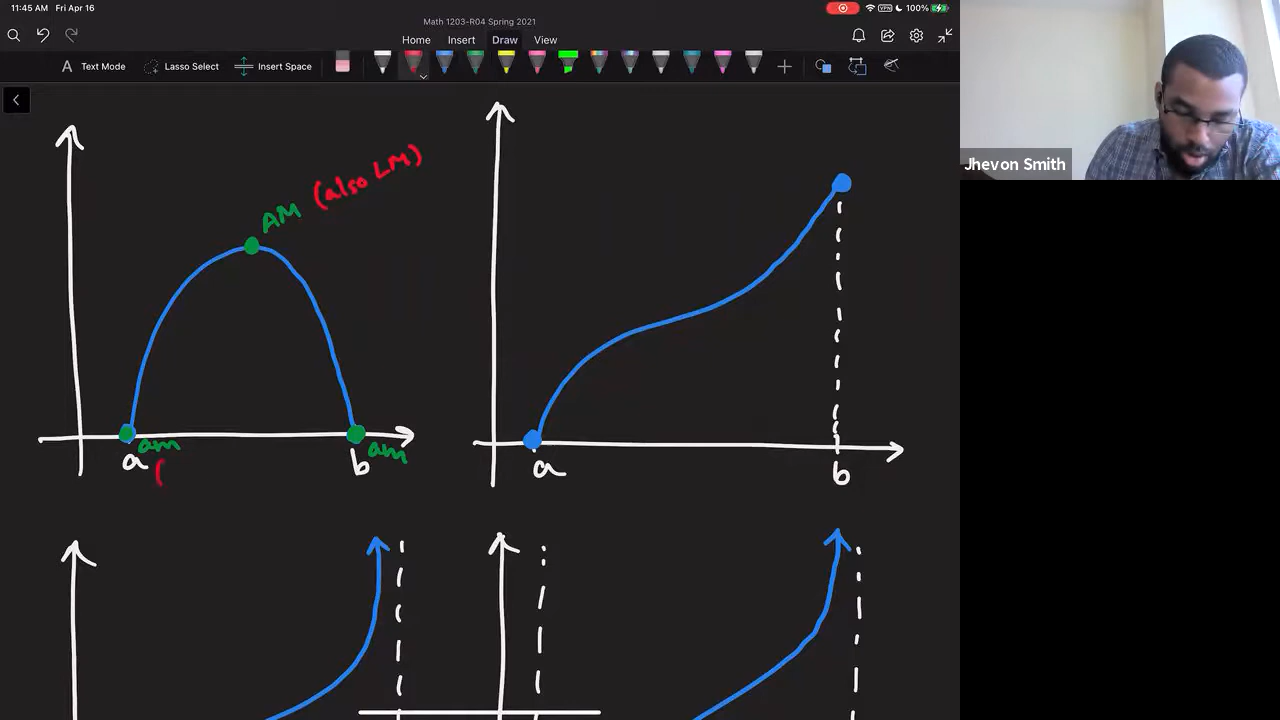 11:45 AM Fri Apr 16
VPN 100%
Math 1203-R04 Spring 2021
Home Insert Draw View
A Text Mode Lasso Select Insert Space
AM (also LM)
am
a (
am
b
a
b
Jhevon Smith